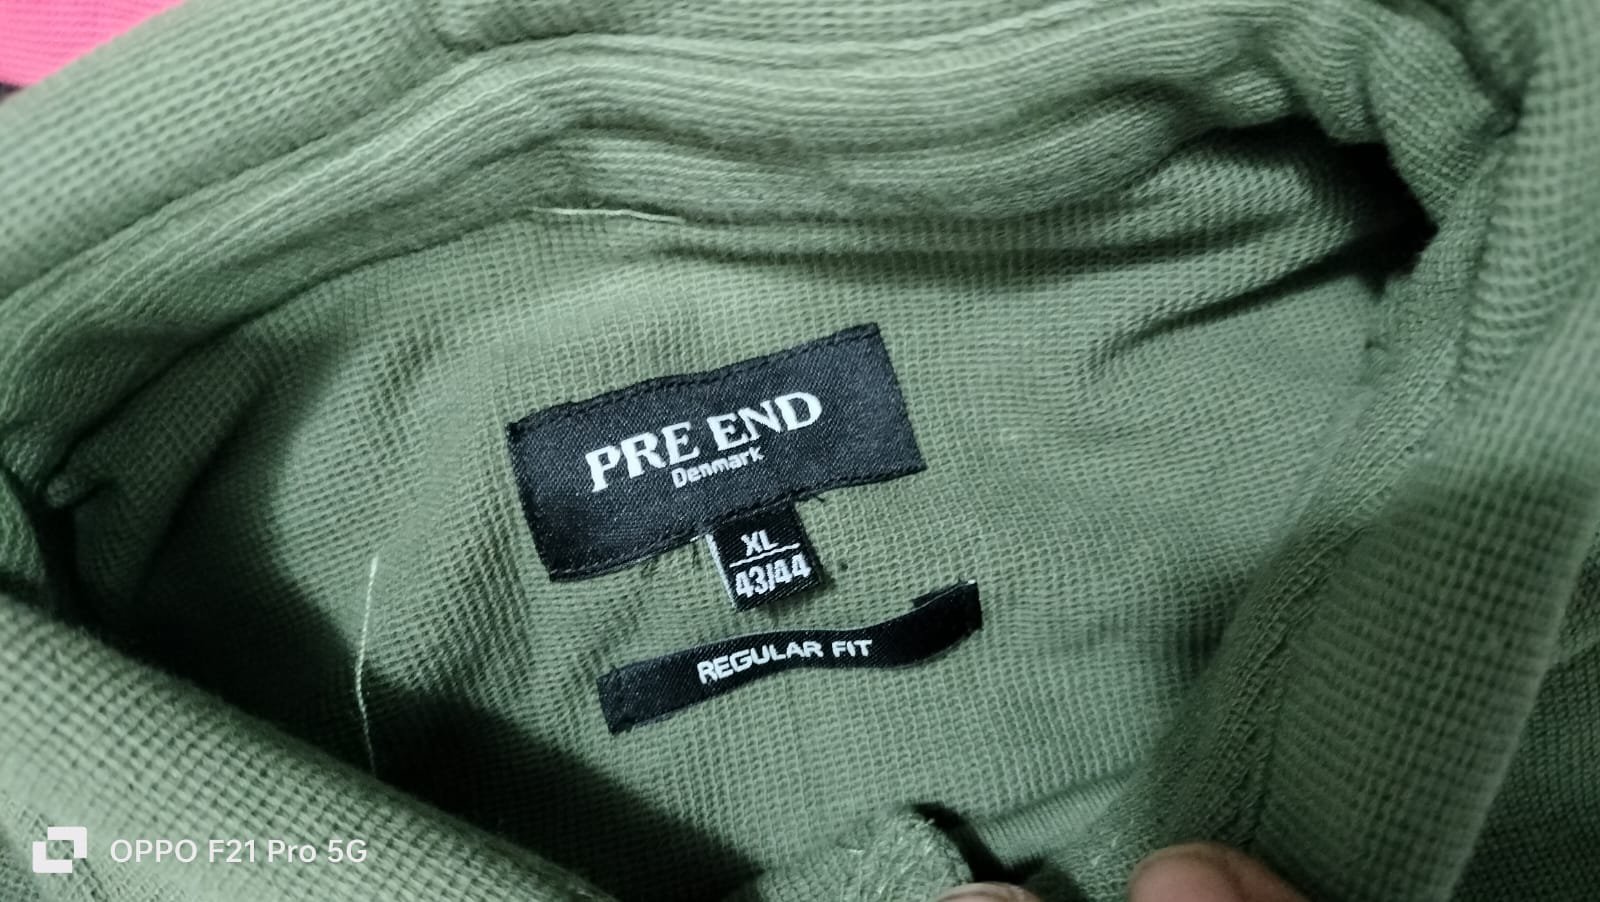 PRE END
Denmark
XL
43/44
REGULAR FIT
OPPO F21 Pro 5G